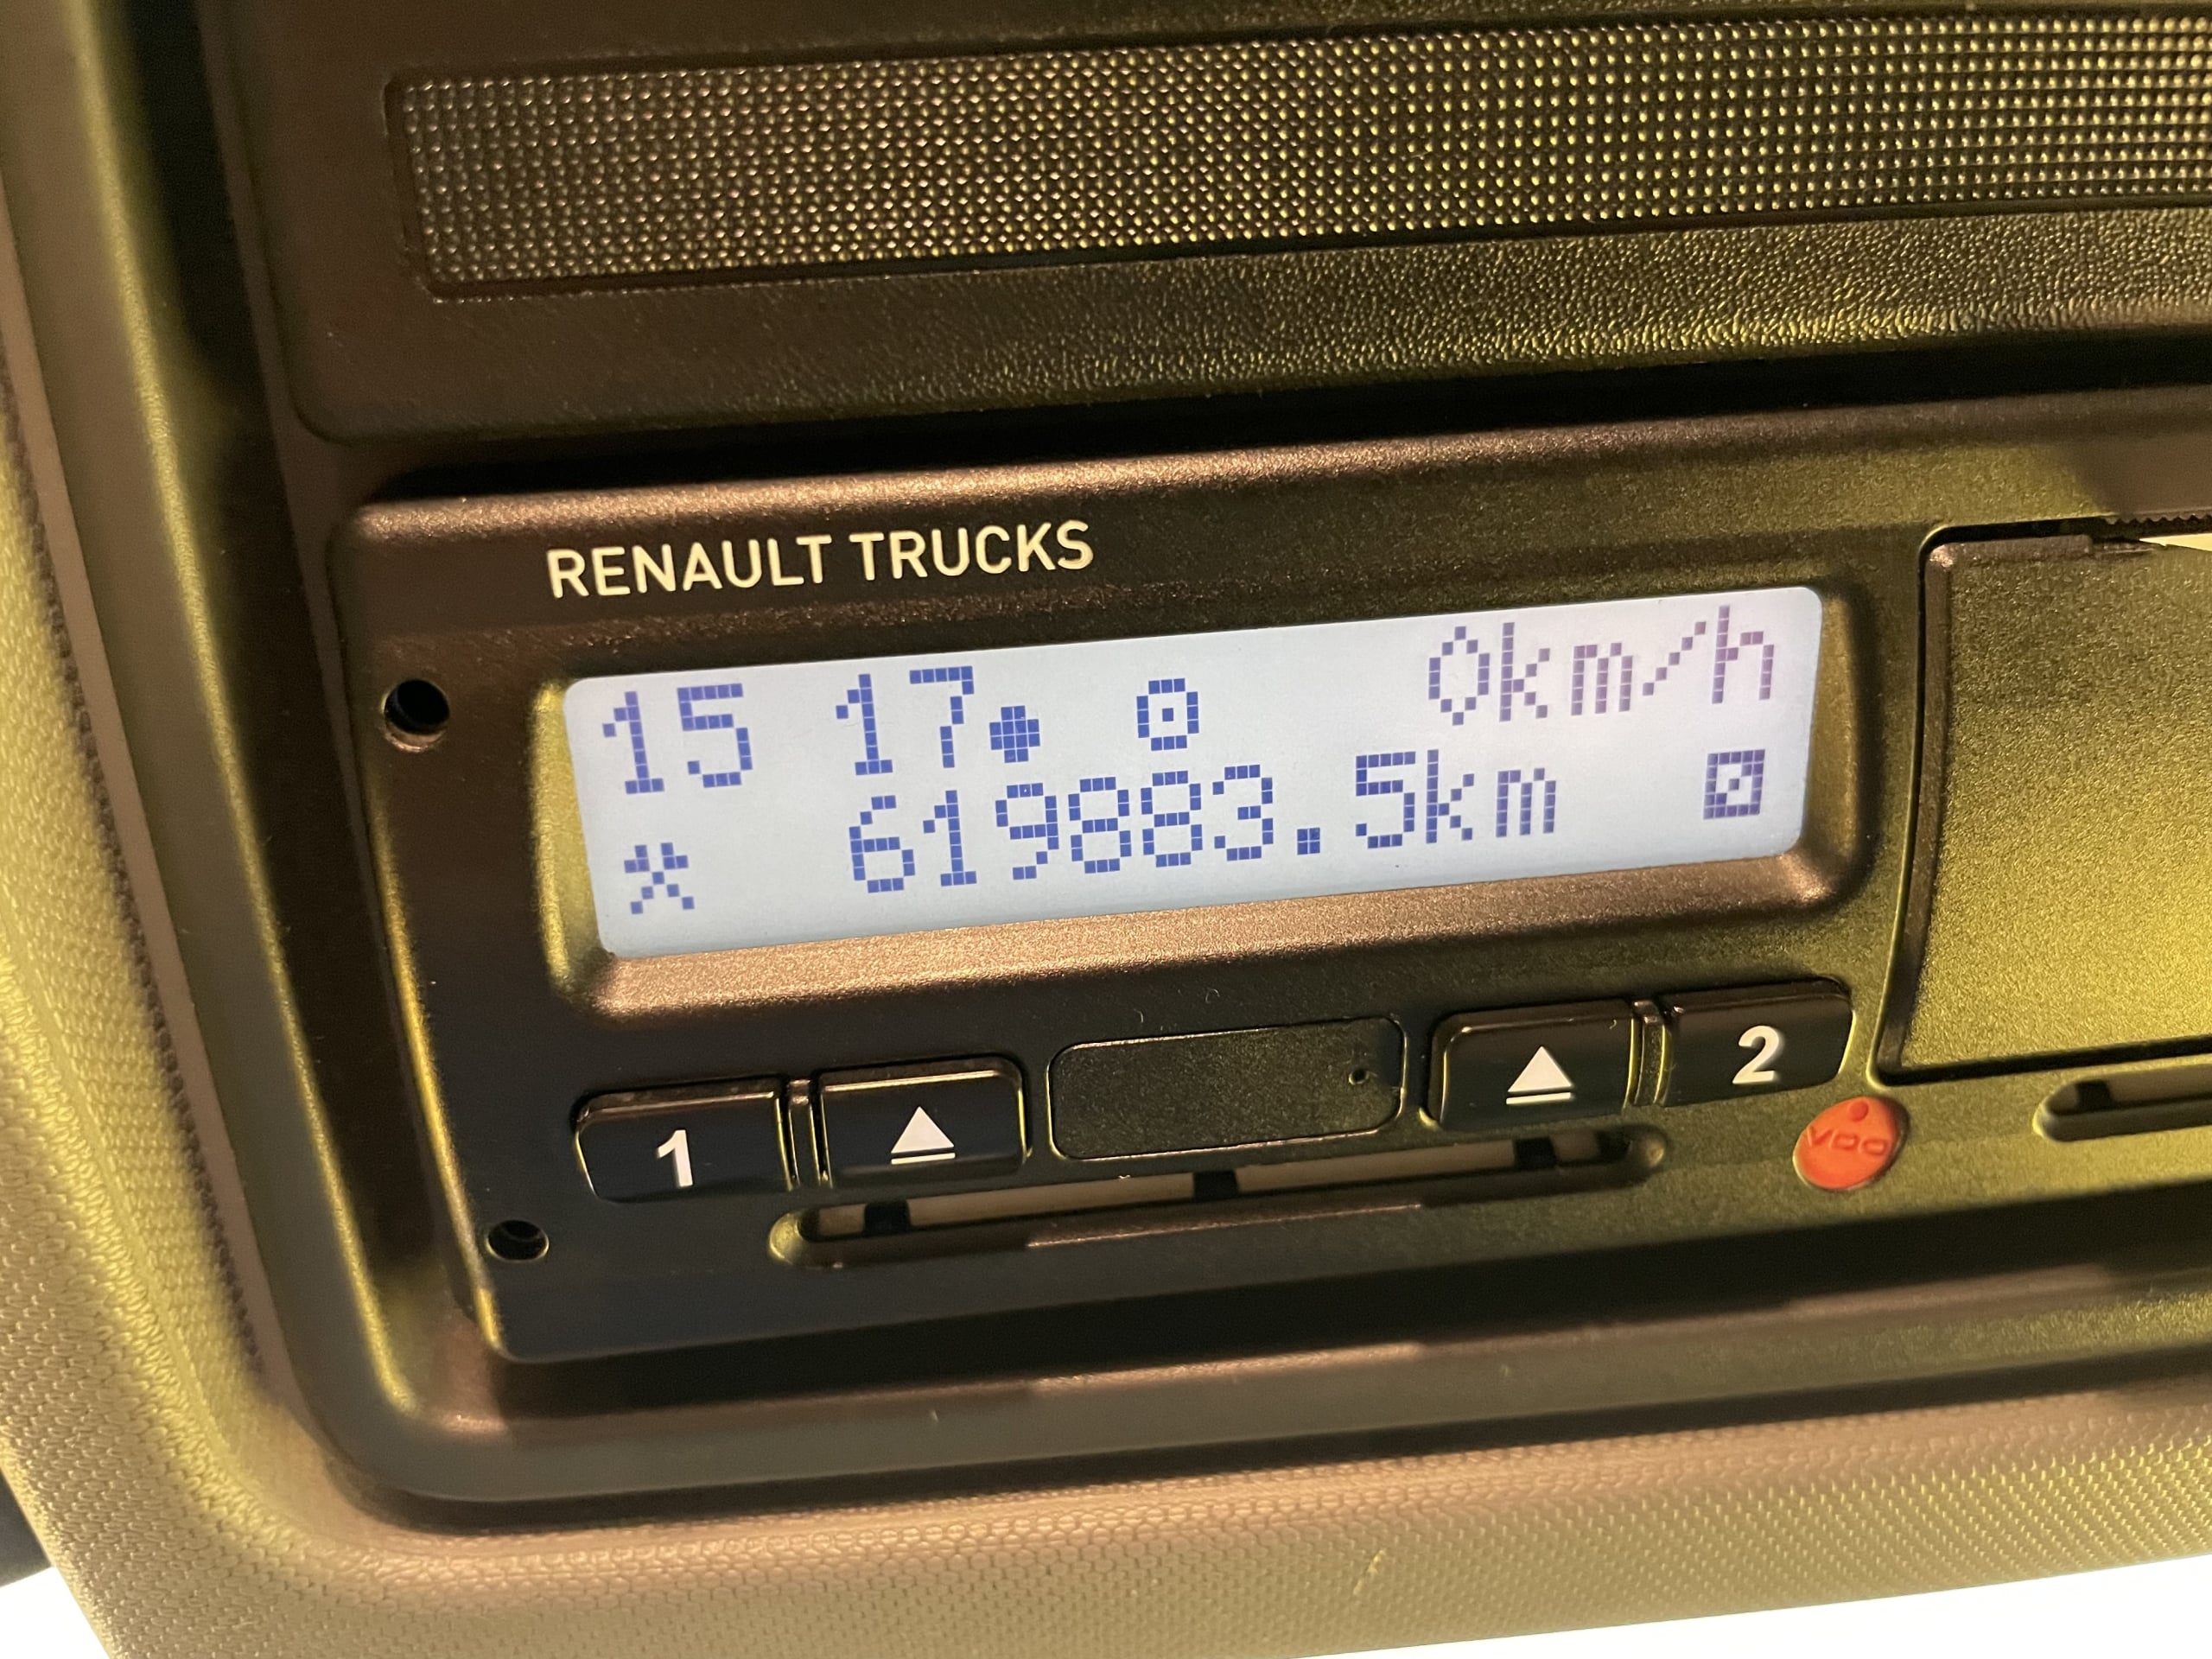 RENAULT TRUCKS
15 17● ⊙ 0km/h
619883.5km
1 2
VDO